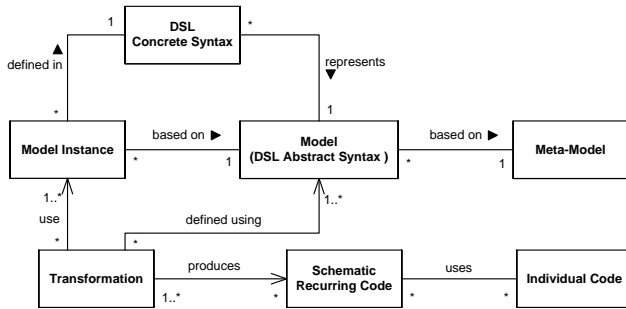 DSL
Concrete Syntax
1
*
defined in ▲
represents ▼
*
1
Model Instance
based on ►
*
1
Model
(DSL Abstract Syntax )
based on ►
*
1
Meta-Model
1..*
1..*
use
defined using
*
*
Transformation
produces
1..*
*
Schematic
Recurring Code
uses
*
*
Individual Code